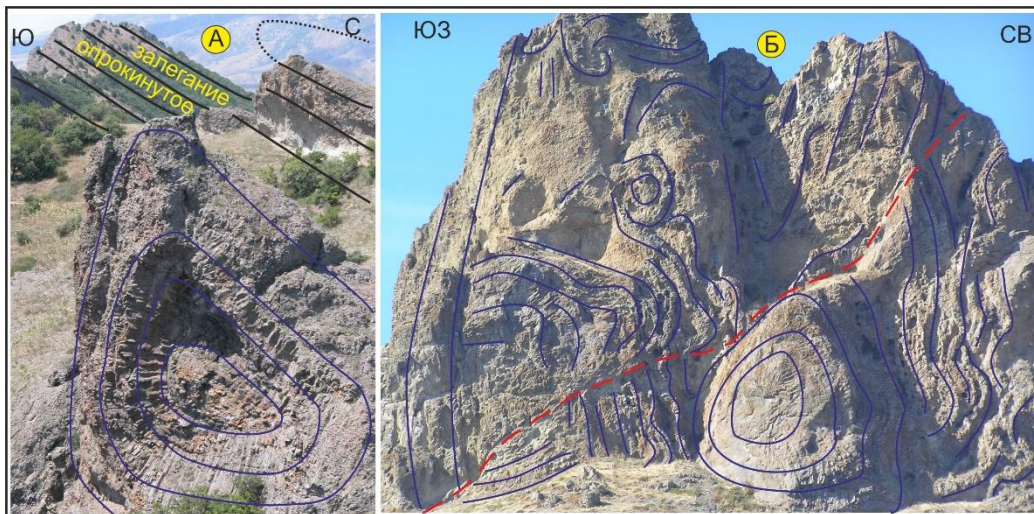 Ю
А
С
залегание
опрокинутое
ЮЗ
Б
СВ